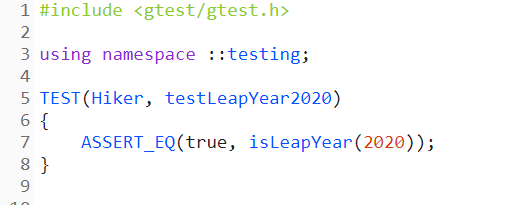 1 #include <gtest/gtest.h>
2
3 using namespace ::testing;
4
5 TEST(Hiker, testLeapYear2020)
6 {
7     ASSERT_EQ(true, isLeapYear(2020));
8 }
9